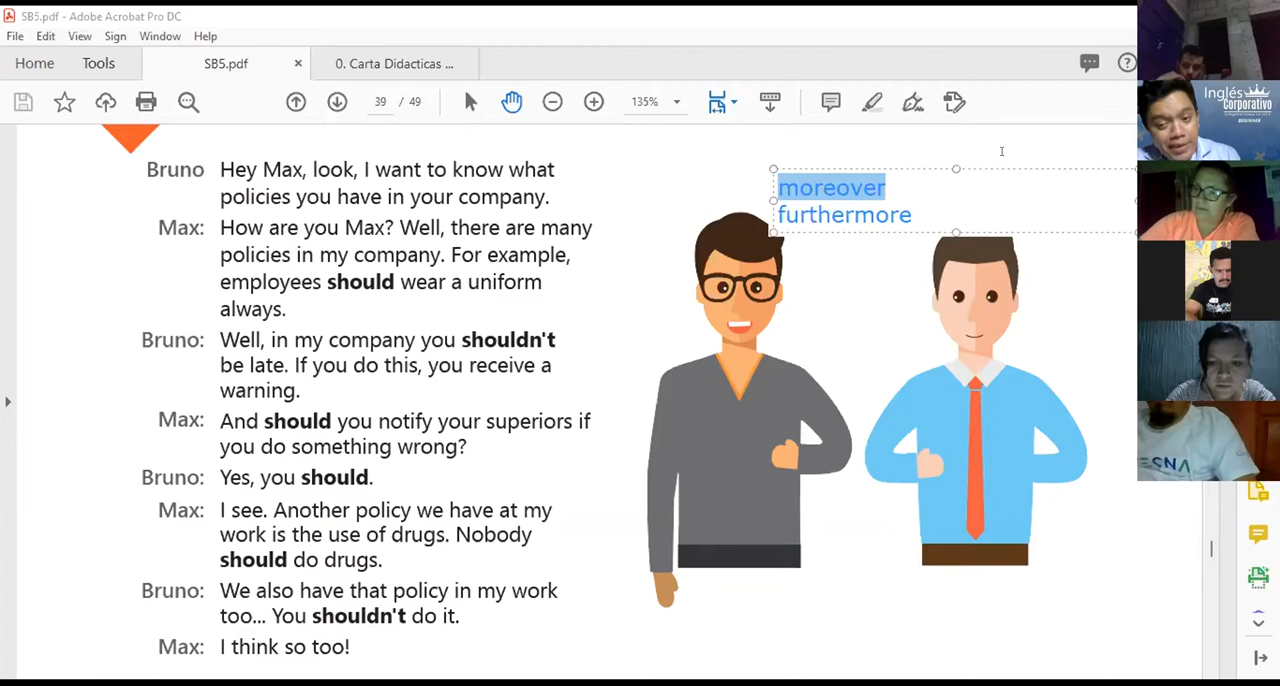 SB5.pdf - Adobe Acrobat Pro DC
File Edit View Sign Window Help
Home Tools SB5.pdf × 0. Carta Didacticas ...
39 / 49 135%
Bruno Hey Max, look, I want to know what
policies you have in your company.
Max: How are you Max? Well, there are many
policies in my company. For example,
employees should wear a uniform
always.
Bruno: Well, in my company you shouldn't
be late. If you do this, you receive a
warning.
Max: And should you notify your superiors if
you do something wrong?
Bruno: Yes, you should.
Max: I see. Another policy we have at my
work is the use of drugs. Nobody
should do drugs.
Bruno: We also have that policy in my work
too... You shouldn't do it.
Max: I think so too!
moreover
furthermore
Inglés
Corporativo
BEGINNER